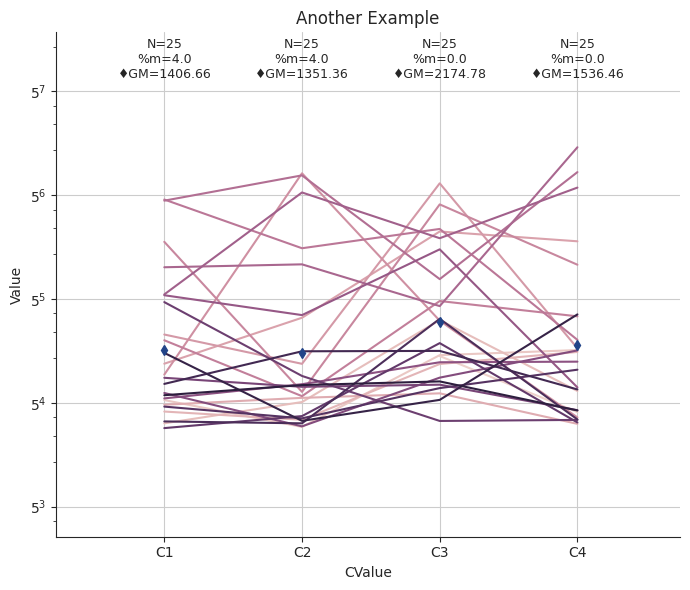 Another Example
N=25
%m=4.0
♦GM=1406.66
N=25
%m=4.0
♦GM=1351.36
N=25
%m=0.0
♦GM=2174.78
N=25
%m=0.0
♦GM=1536.46
5⁷
5⁶
5⁵
5⁴
5³
Value
C1 C2 C3 C4
CValue